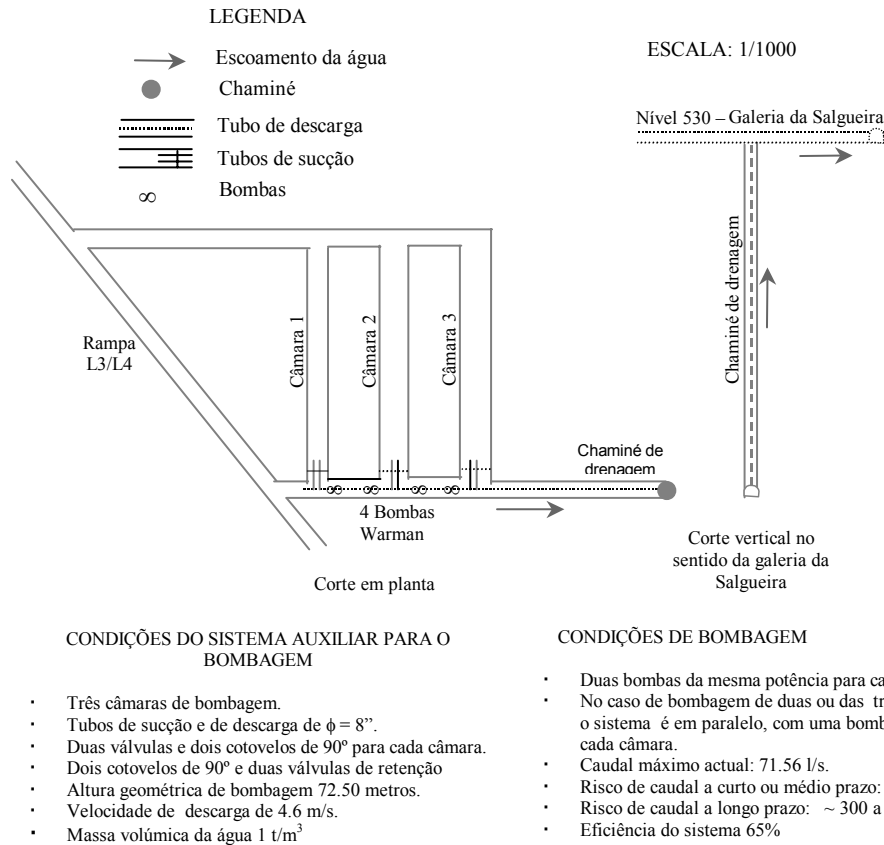 LEGENDA
Escoamento da água
Chaminé
Tubo de descarga
Tubos de sucção
∞ Bombas
ESCALA: 1/1000
Nível 530 – Galeria da Salgueira
Chaminé de drenagem
Rampa
L3/L4
Câmara 1
Câmara 2
Câmara 3
Chaminé de
drenagem
∞ ∞ ∞ ∞
4 Bombas
Warman
Corte em planta
Corte vertical no
sentido da galeria da
Salgueira
CONDIÇÕES DO SISTEMA AUXILIAR PARA O
BOMBAGEM
· Três câmaras de bombagem.
· Tubos de sucção e de descarga de ϕ = 8”.
· Duas válvulas e dois cotovelos de 90º para cada câmara.
· Dois cotovelos de 90º e duas válvulas de retenção
· Altura geométrica de bombagem 72.50 metros.
· Velocidade de descarga de 4.6 m/s.
· Massa volúmica da água 1 t/m³
CONDIÇÕES DE BOMBAGEM
· Duas bombas da mesma potência para ca
· No caso de bombagem de duas ou das tr
o sistema é em paralelo, com uma bomb
cada câmara.
· Caudal máximo actual: 71.56 l/s.
· Risco de caudal a curto ou médio prazo:
· Risco de caudal a longo prazo: ~ 300 a
· Eficiência do sistema 65%